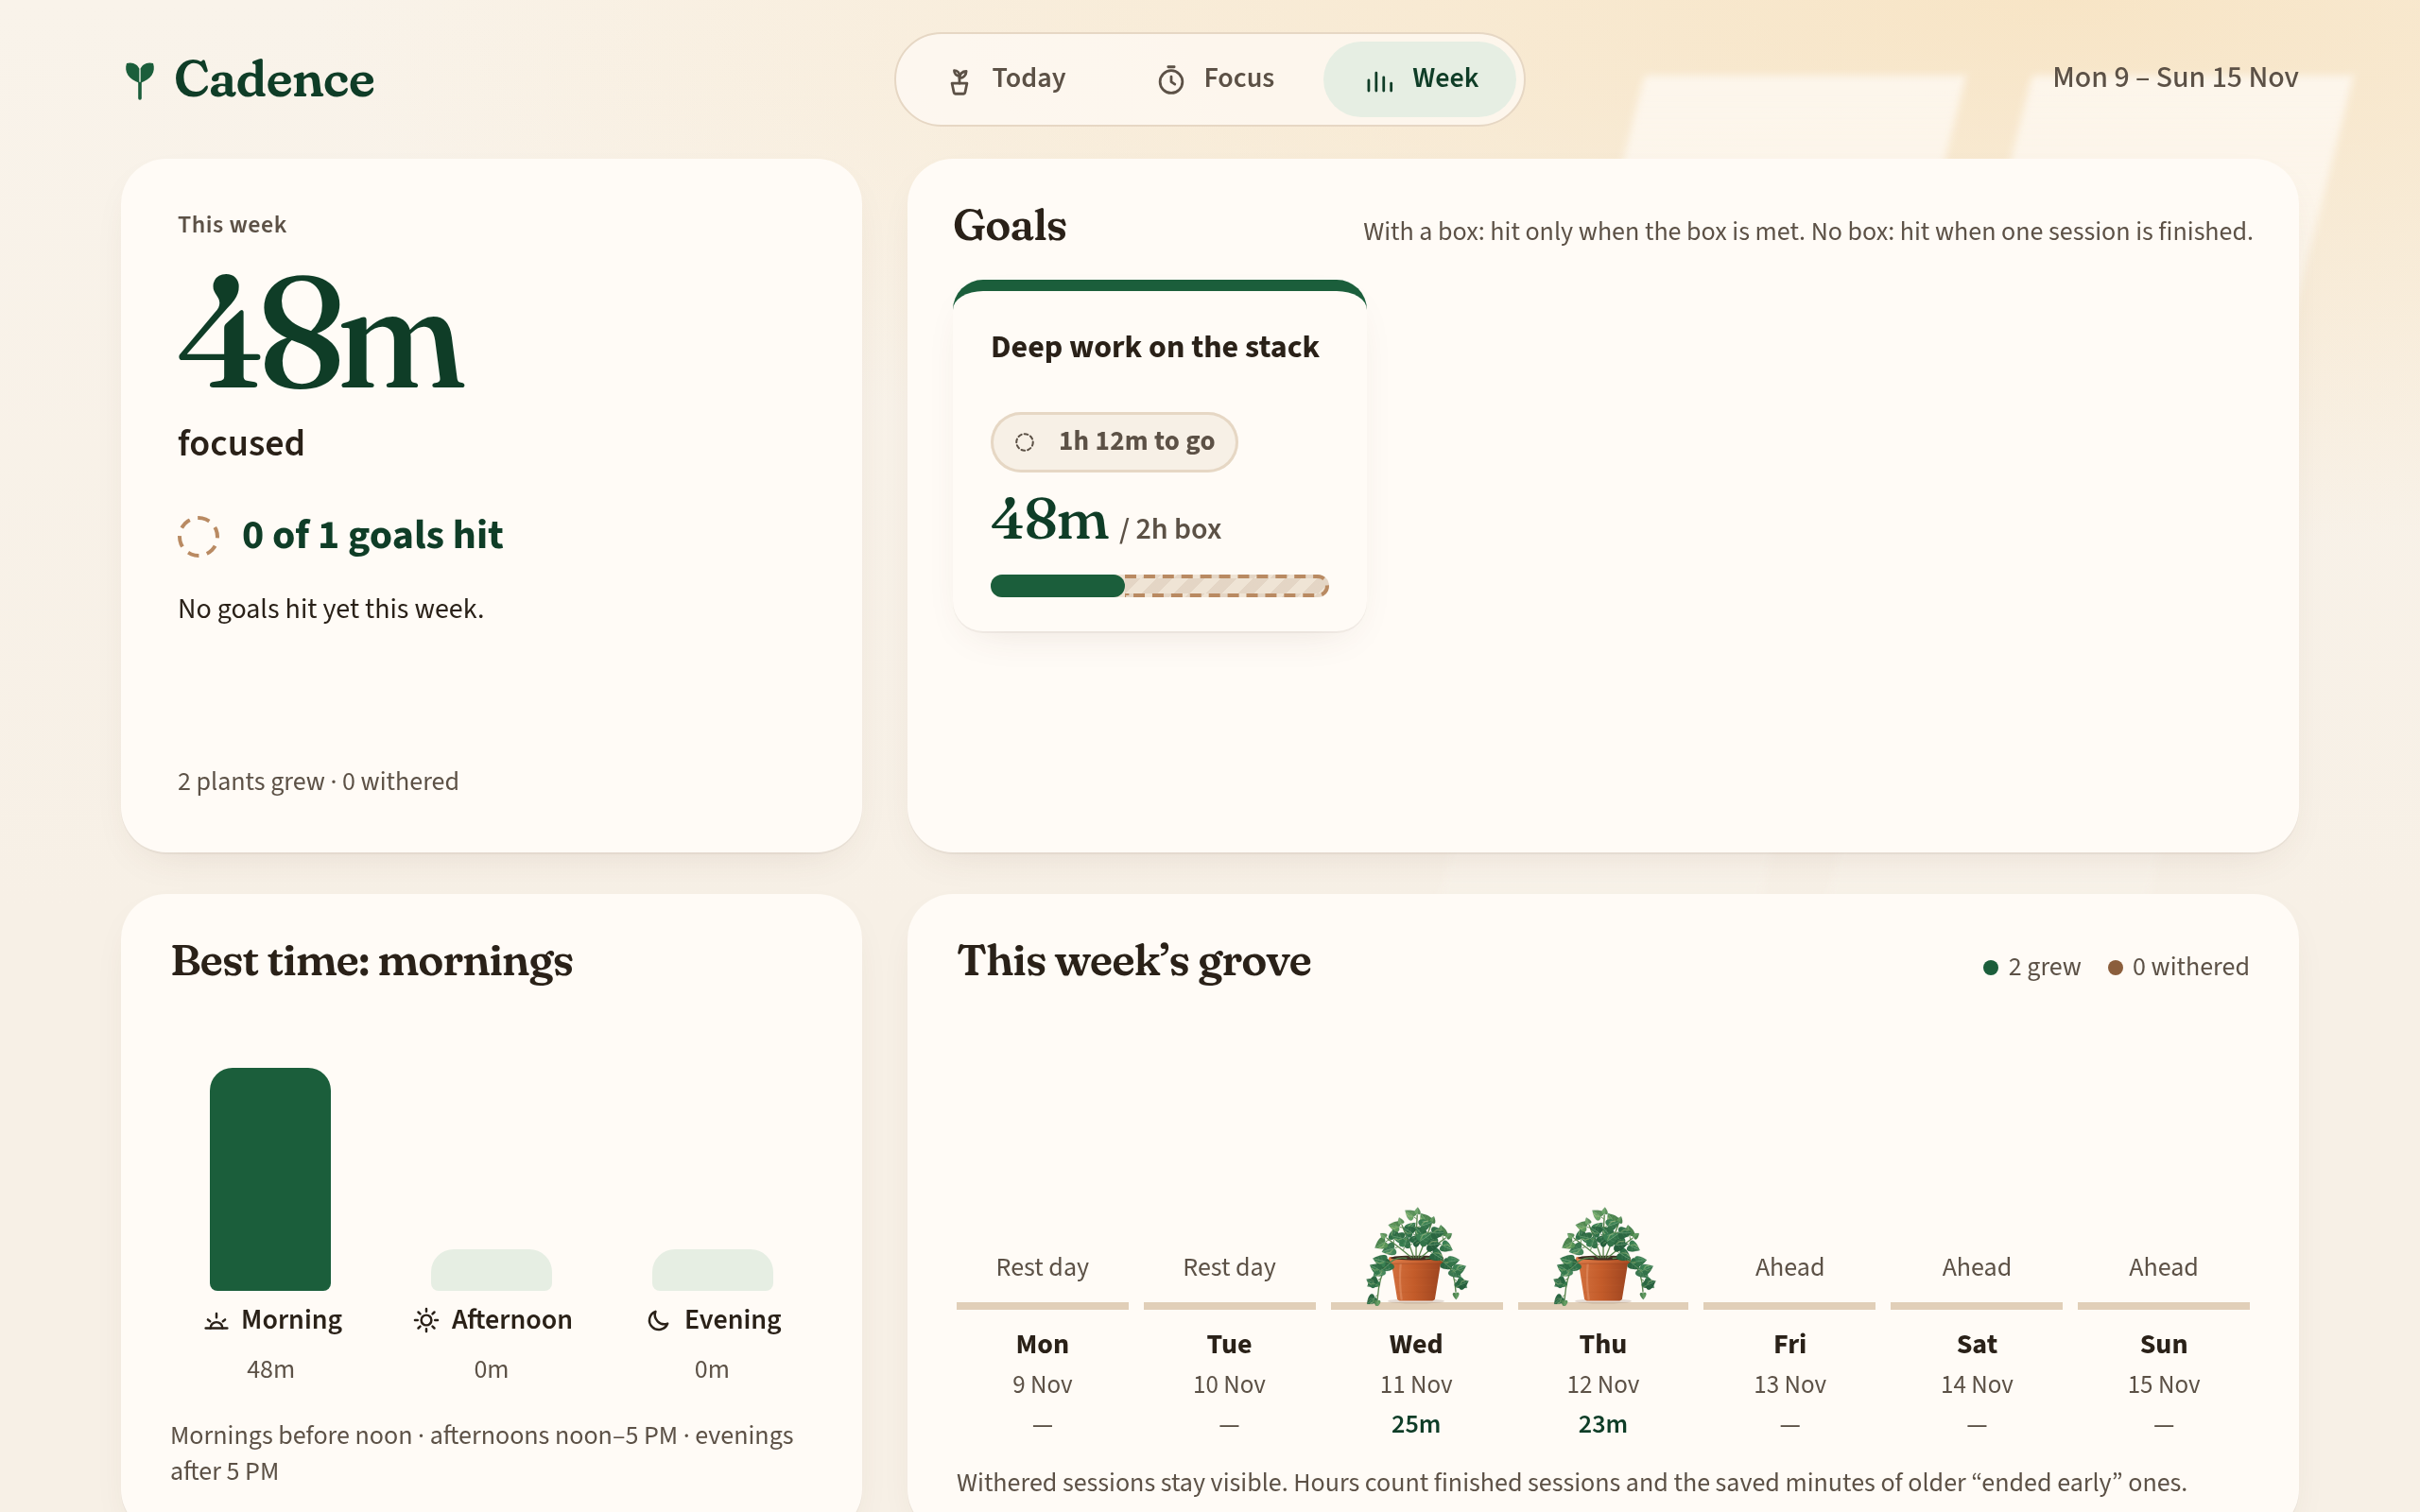 Cadence
Today
Focus
Week
Mon 9 – Sun 15 Nov
This week
48m
focused
0 of 1 goals hit
No goals hit yet this week.
2 plants grew · 0 withered
Goals
With a box: hit only when the box is met. No box: hit when one session is finished.
Deep work on the stack
1h 12m to go
48m / 2h box
Best time: mornings
Morning
Afternoon
Evening
48m
0m
0m
Mornings before noon · afternoons noon–5 PM · evenings
after 5 PM
This week’s grove
2 grew
0 withered
Rest day
Rest day
Ahead
Ahead
Ahead
Mon
Tue
Wed
Thu
Fri
Sat
Sun
9 Nov
10 Nov
11 Nov
12 Nov
13 Nov
14 Nov
15 Nov
—
—
25m
23m
—
—
—
Withered sessions stay visible. Hours count finished sessions and the saved minutes of older “ended early” ones.